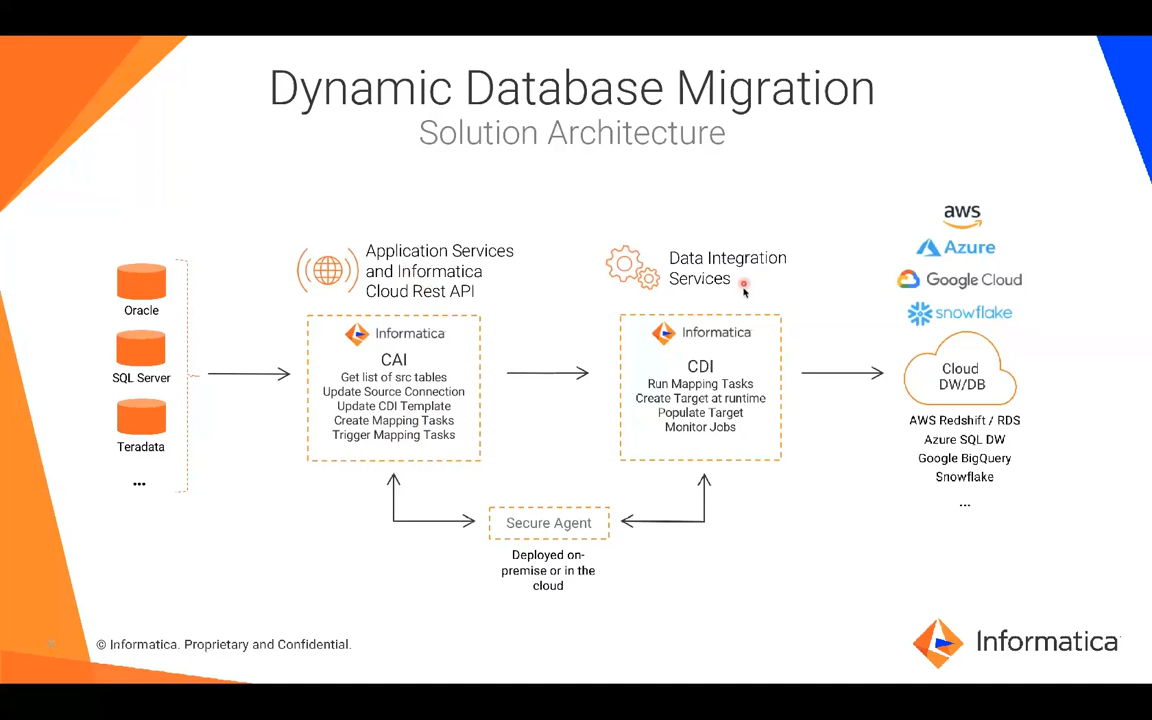 Dynamic Database Migration
Solution Architecture
Oracle
SQL Server
Teradata
...
Application Services
and Informatica
Cloud Rest API
Informatica
CAI
Get list of src tables
Update Source Connection
Update CDI Template
Create Mapping Tasks
Trigger Mapping Tasks
Data Integration
Services
Informatica
CDI
Run Mapping Tasks
Create Target at runtime
Populate Target
Monitor Jobs
Secure Agent
Deployed on-
premise or in the
cloud
aws
Azure
Google Cloud
snowflake
Cloud
DW/DB
AWS Redshift / RDS
Azure SQL DW
Google BigQuery
Snowflake
...
© Informatica. Proprietary and Confidential.
Informatica